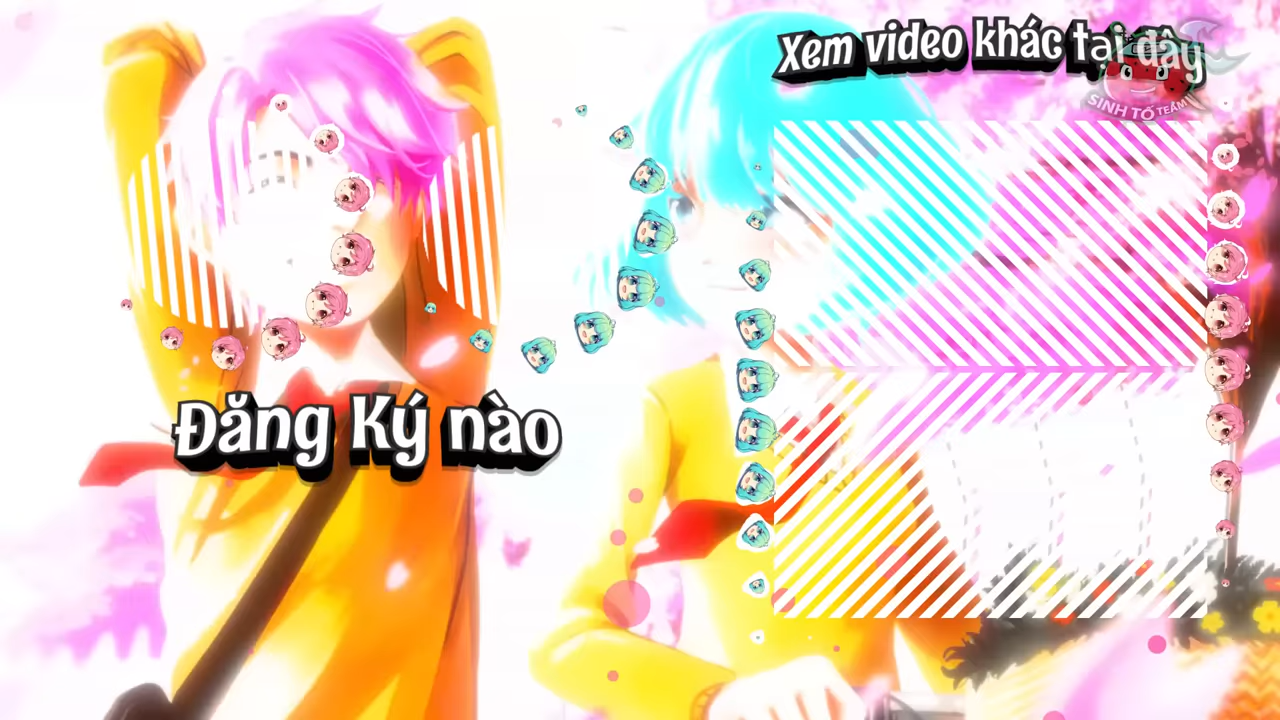 Xem video khác tại đây
SINH TỐ TEAM
Đăng Ký nào